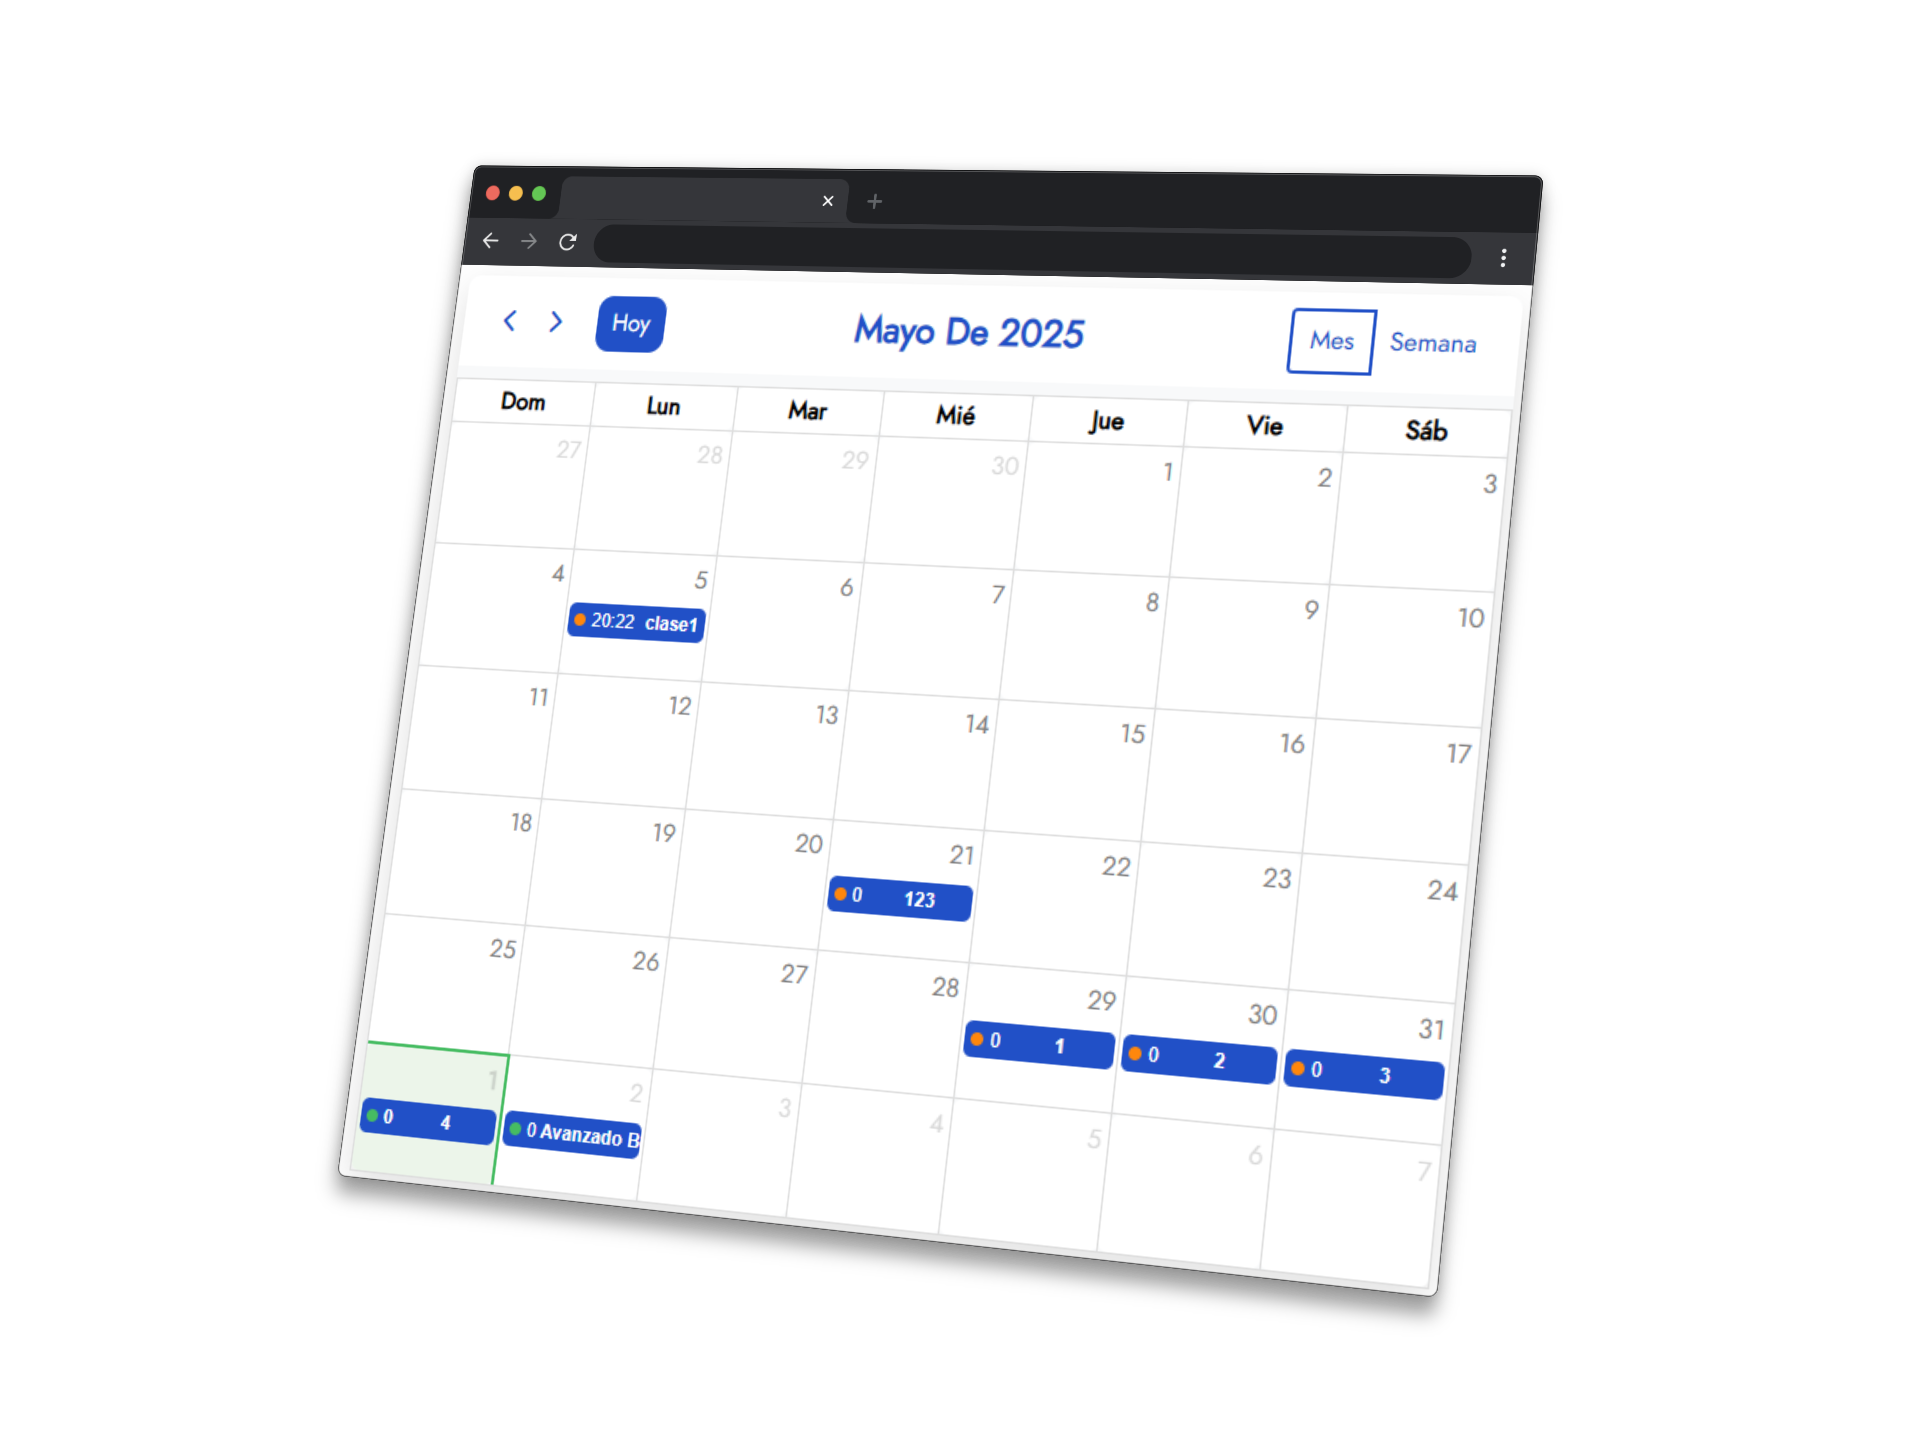 Hoy Mayo De 2025 Mes Semana
Dom Lun Mar Mié Jue Vie Sáb
27 28 29 30 1 2 3
4 5 6 7 8 9 10
20:22 clase1
11 12 13 14 15 16 17
18 19 20 21 22 23 24
0 123
25 26 27 28 29 30 31
0 1 0 2 0 3
1 2 3 4 5 6 7
0 4 0 Avanzado B